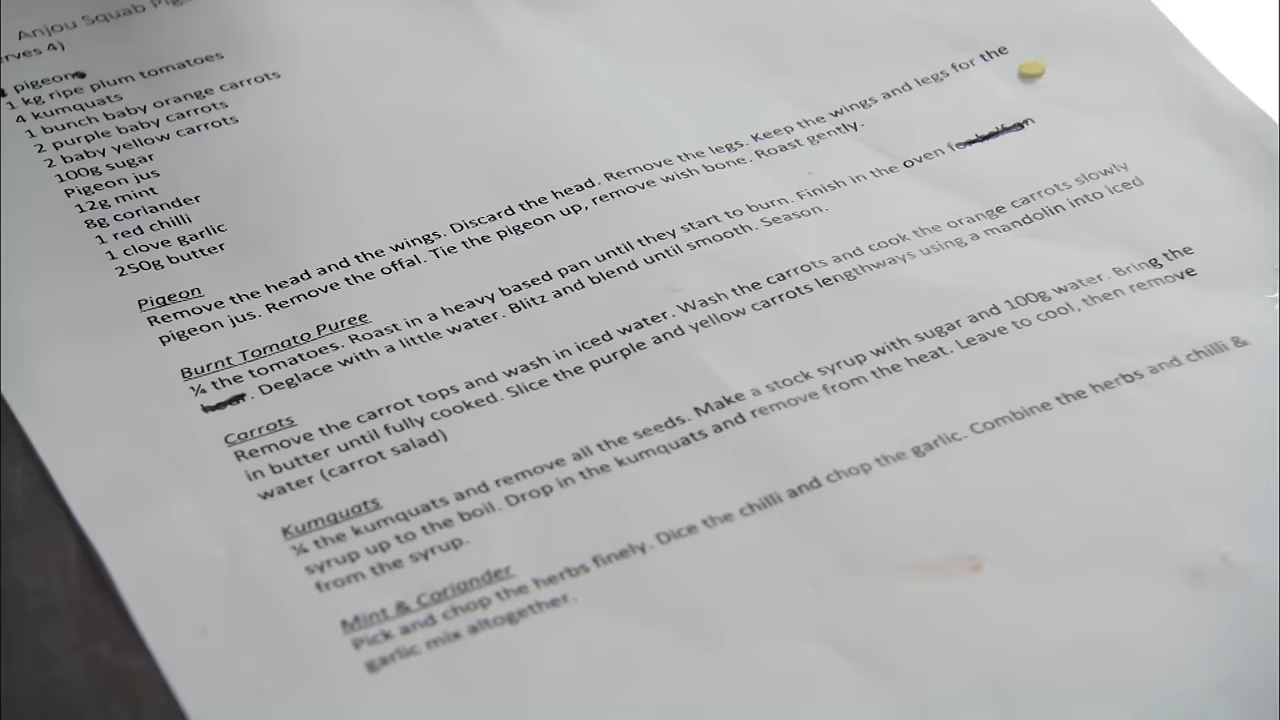 Anjou Squab
erves 4)
pigeon
1 kg ripe plum tomatoes
4 kumquats
1 bunch baby orange carrots
2 purple baby carrots
2 baby yellow carrots
100g sugar
Pigeon jus
12g mint
8g coriander
1 red chilli
1 clove garlic
250g butter
Pigeon
Remove the head and the wings. Discard the head. Remove the legs. Keep the wings and legs for the
pigeon jus. Remove the offal. Tie the pigeon up, remove wish bone. Roast gently.
Burnt Tomato Puree
¼ the tomatoes. Roast in a heavy based pan until they start to burn. Finish in the oven
. Deglace with a little water. Blitz and blend until smooth. Season.
Carrots
Remove the carrot tops and wash in iced water. Wash the carrots and cook the orange carrots slowly
in butter until fully cooked. Slice the purple and yellow carrots lengthways using a mandolin into iced
water (carrot salad)
Kumquats
¼ the kumquats and remove all the seeds. Make a stock syrup with sugar and 100g water. Bring the
syrup up to the boil. Drop in the kumquats and remove from the heat. Leave to cool, then remove
from the syrup.
Mint & Coriander
Pick and chop the herbs finely. Dice the chilli and chop the garlic. Combine the herbs and chilli &
garlic mix altogether.